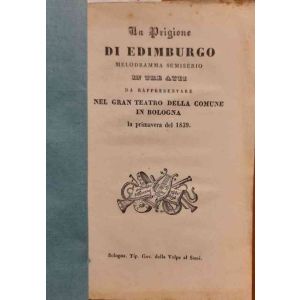 La Prigione
DI EDIMBURGO
MELODRAMMA SEMISERIO
IN TRE ATTI
DA RAPPRESENTARE
NEL GRAN TEATRO DELLA COMUNE
IN BOLOGNA
la primavera del 1839.
Bologna. Tip. Gov. della Volpe al Sassi.